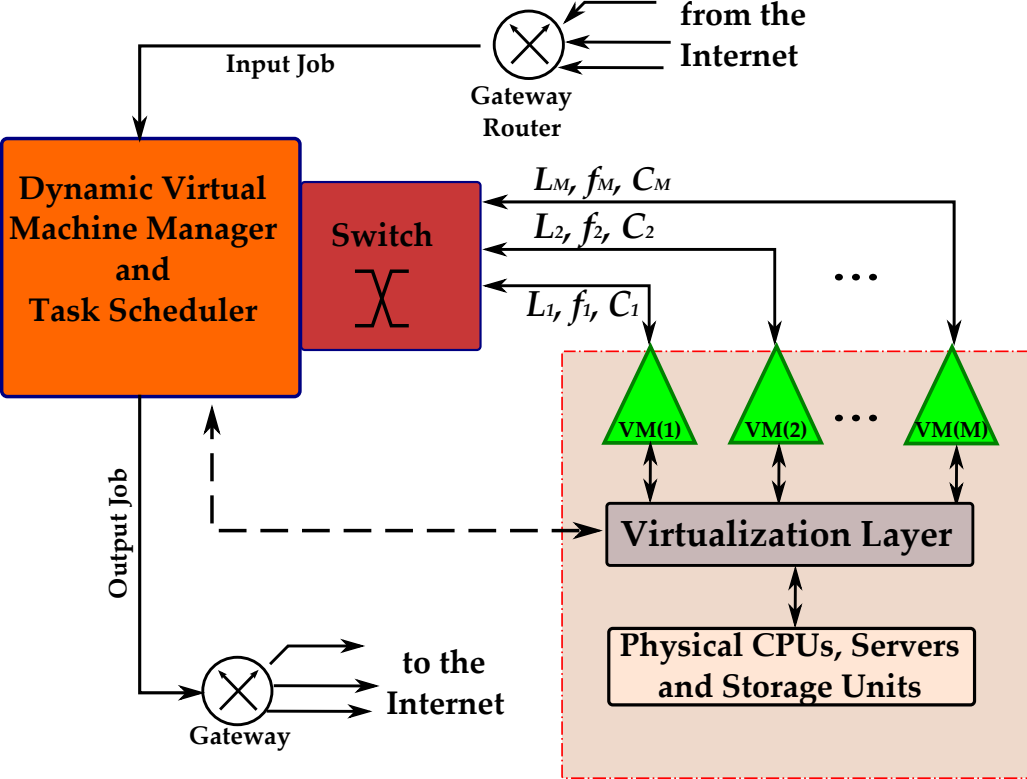 from the
Internet
Input Job
Gateway
Router
Dynamic Virtual
Machine Manager
and
Task Scheduler
Switch
LM, fM, CM
L2, f2, C2
L1, f1, C1
...
VM(1)
VM(2)
...
VM(M)
Virtualization Layer
Physical CPUs, Servers
and Storage Units
Output Job
to the
Internet
Gateway